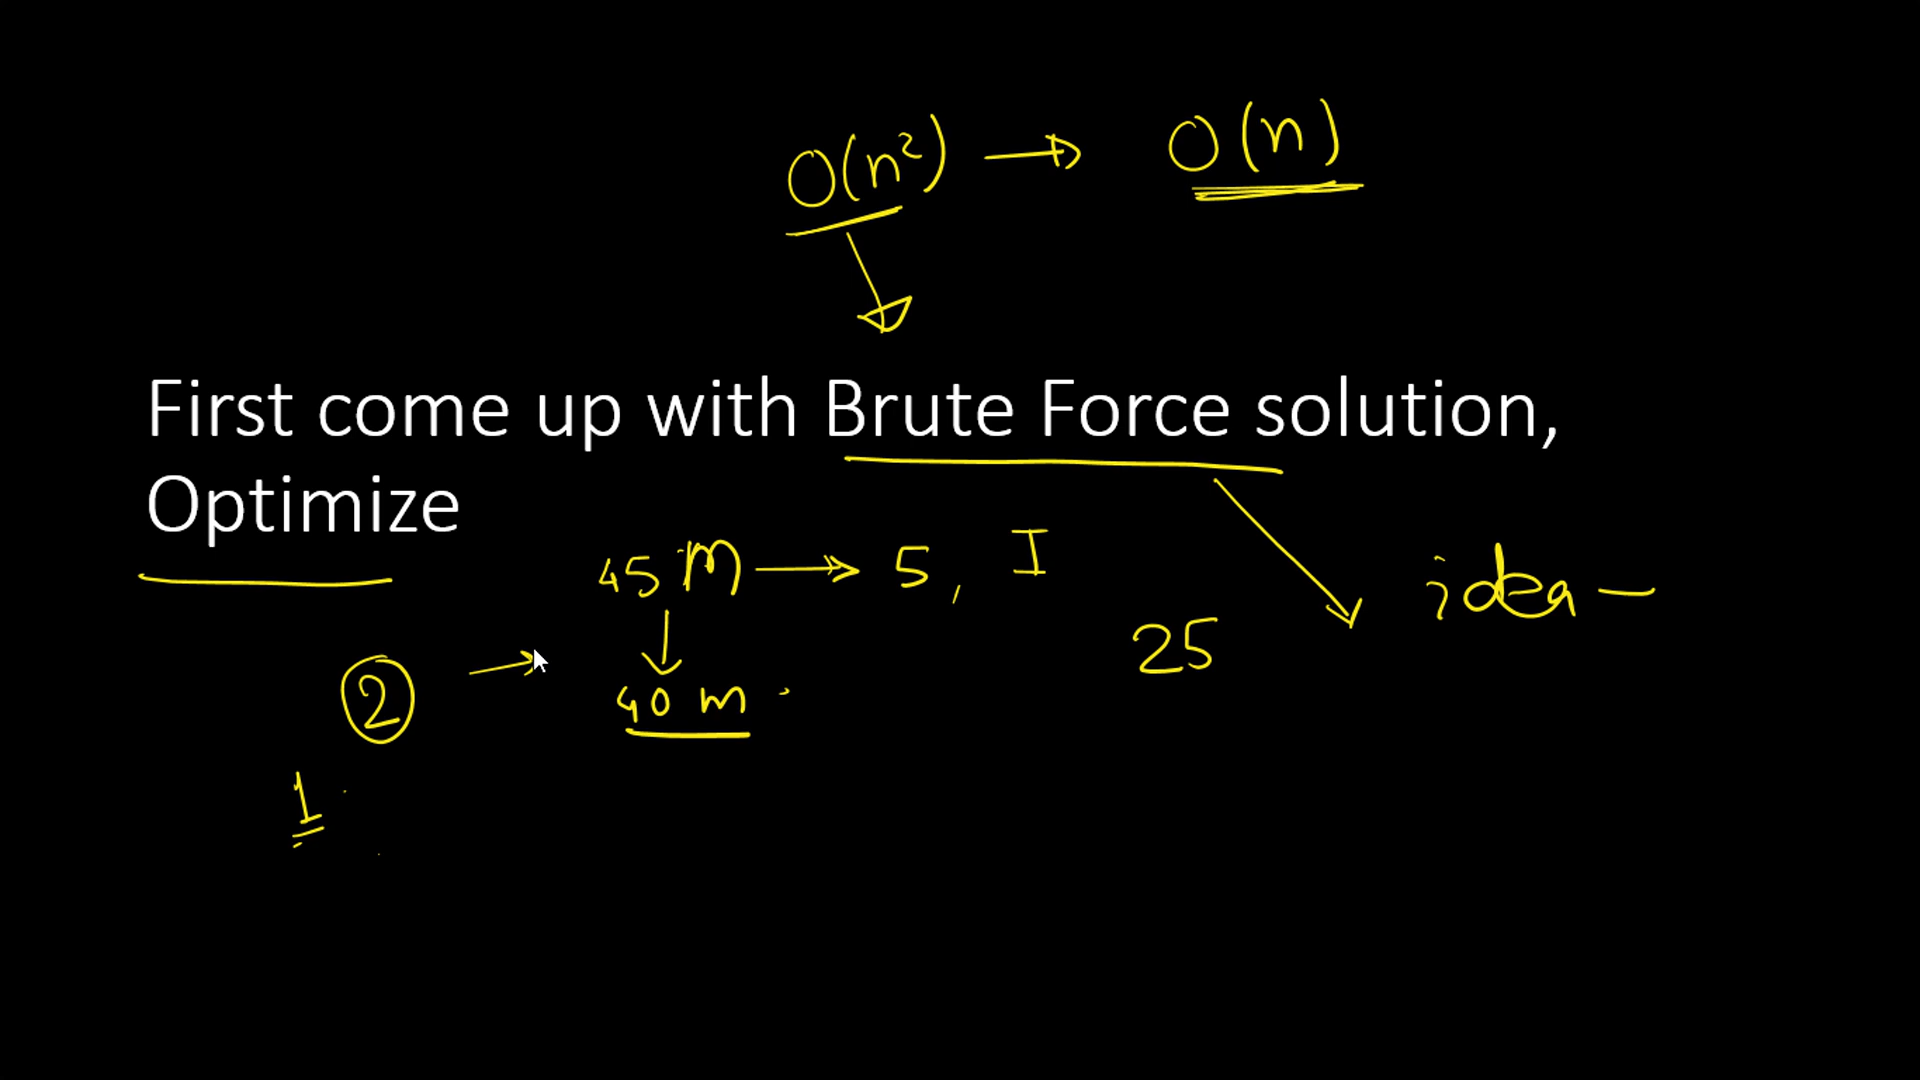 O(n²) → O(n)
First come up with Brute Force solution,
Optimize
45 M → 5, I
idea –
25
2 →
40 m
1